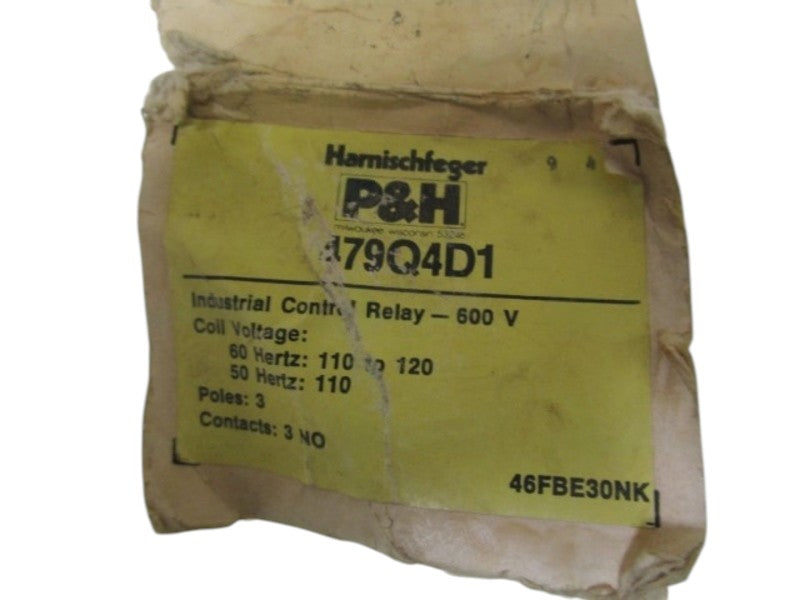 Harnischfeger 9 4
P&H
milwaukee wisconsin 53246
479Q4D1
Industrial Control Relay — 600 V
Coil Voltage:
60 Hertz: 110 to 120
50 Hertz: 110
Poles: 3
Contacts: 3 NO
46FBE30NK